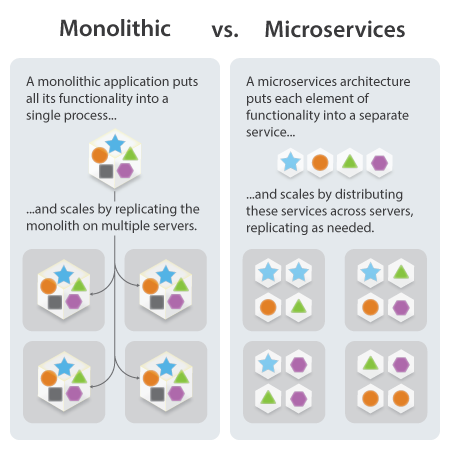 Monolithic vs. Microservices
A monolithic application puts
all its functionality into a
single process...
...and scales by replicating the
monolith on multiple servers.
A microservices architecture
puts each element of
functionality into a separate
service...
...and scales by distributing
these services across servers,
replicating as needed.